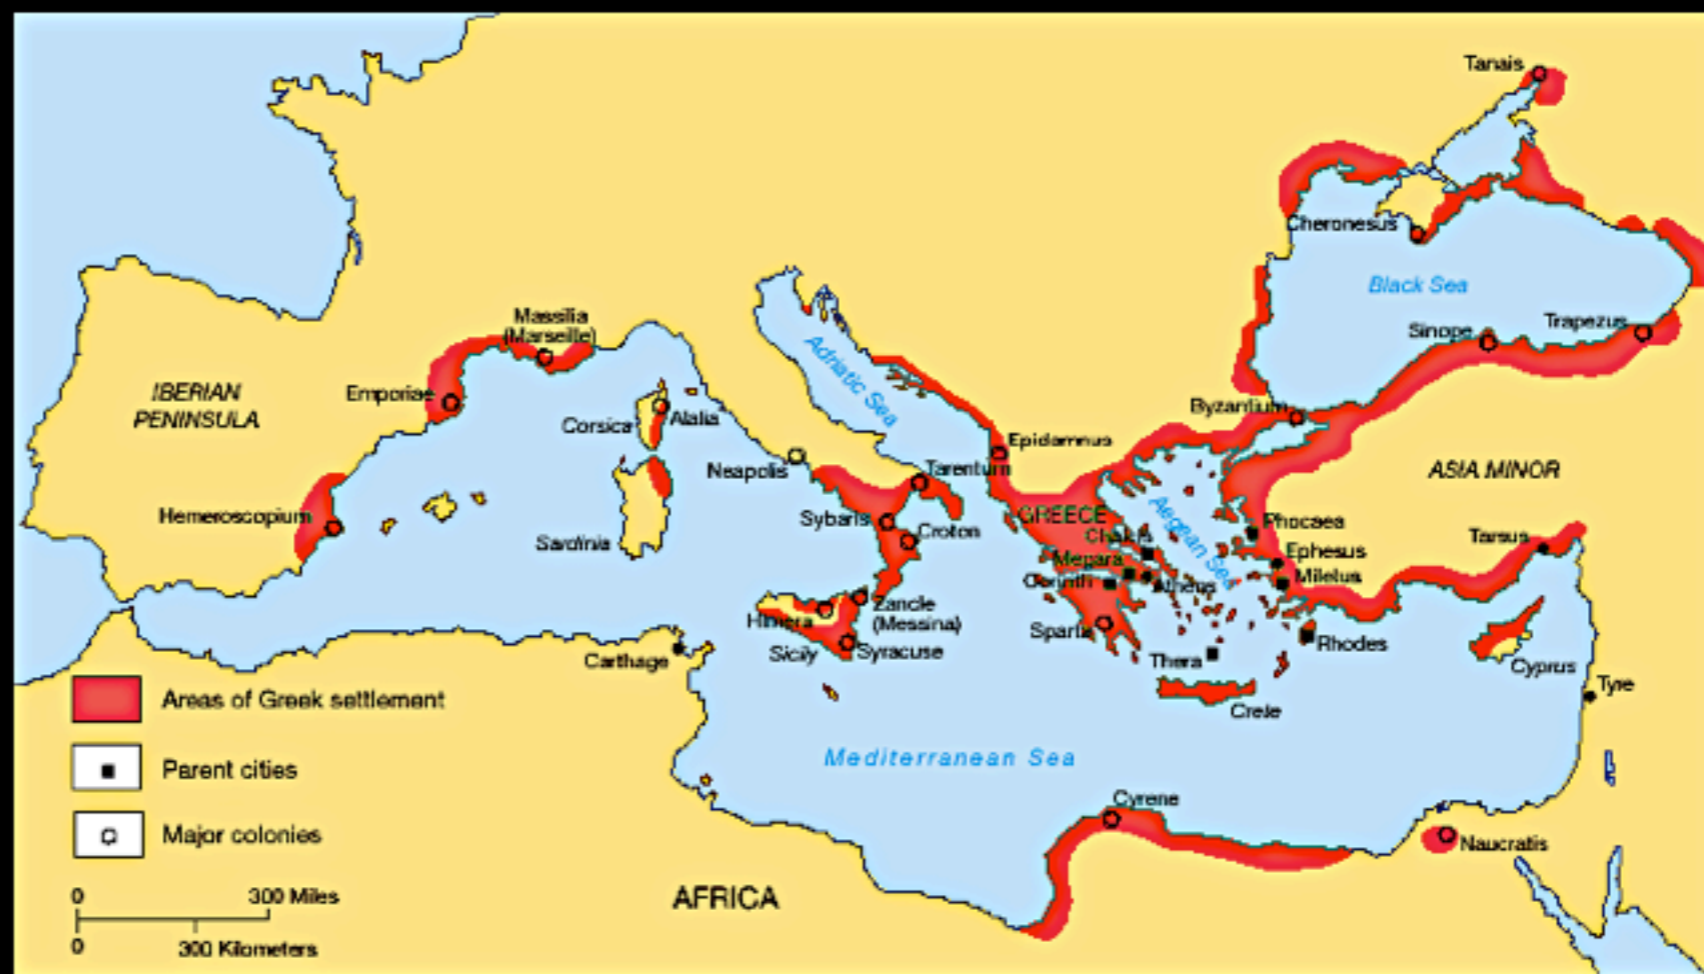 Tanais
Cheronesus
Black Sea
Massilia
(Marseille)
Sinope
Trapezus
Adriatic Sea
IBERIAN
PENINSULA
Emporiae
Corsica
Alalia
Byzantium
Epidamnus
Neapolis
Tarentum
ASIA MINOR
Hemeroscopium
Sybaris
GREECE
Aegean Sea
Phocaea
Croton
Sardinia
Chalcis
Tarsus
Megara
Ephesus
Corinth
Athens
Miletus
Himera
Zancle
(Messina)
Sparta
Rhodes
Carthage
Sicily
Syracuse
Thera
Cyprus
Tyre
Crete
Areas of Greek settlement
Mediterranean Sea
Parent cities
Cyrene
Major colonies
Naucratis
AFRICA
0 300 Miles
0 300 Kilometers